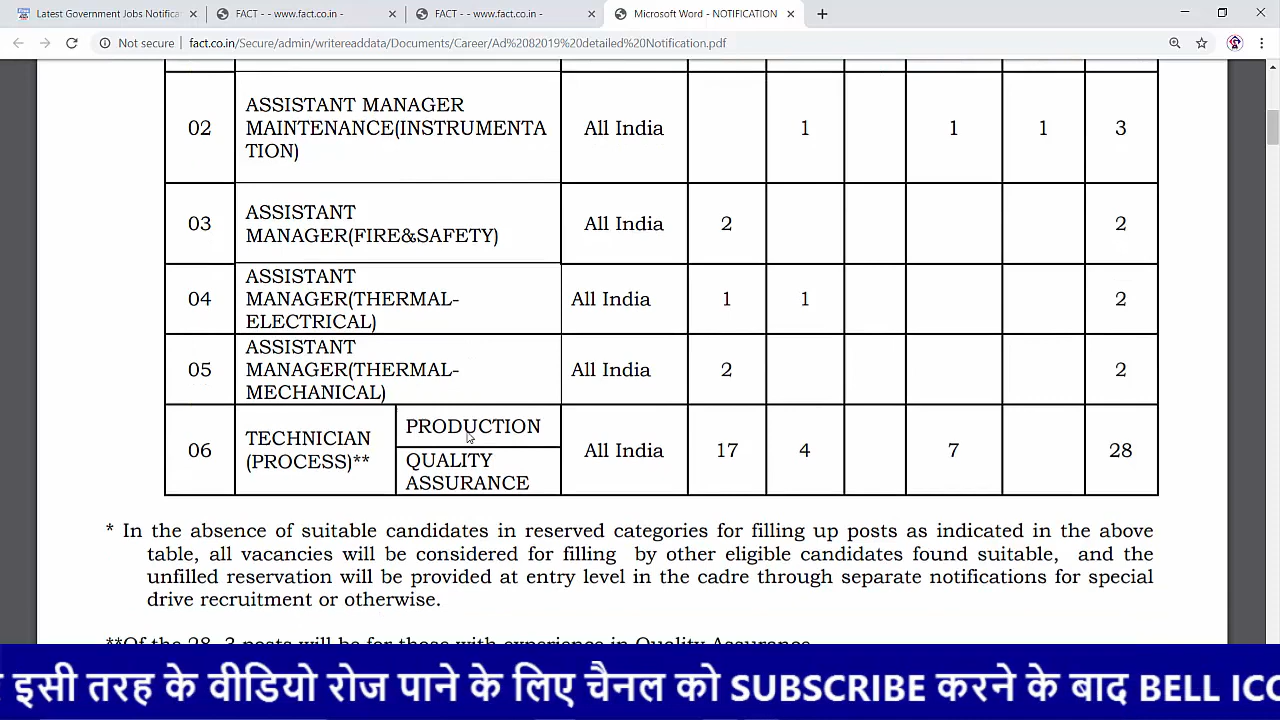 Latest Government Jobs Notifica
FACT - - www.fact.co.in -
FACT - - www.fact.co.in -
Microsoft Word - NOTIFICATION
Not secure
fact.co.in/Secure/admin/writereaddata/Documents/Career/Ad%2082019%20detailed%20Notification.pdf
02 ASSISTANT MANAGER MAINTENANCE(INSTRUMENTA TION) All India 1 1 1 3
03 ASSISTANT MANAGER(FIRE&SAFETY) All India 2 2
04 ASSISTANT MANAGER(THERMAL- ELECTRICAL) All India 1 1 2
05 ASSISTANT MANAGER(THERMAL- MECHANICAL) All India 2 2
06 TECHNICIAN (PROCESS)** PRODUCTION QUALITY ASSURANCE All India 17 4 7 28
* In the absence of suitable candidates in reserved categories for filling up posts as indicated in the above
table, all vacancies will be considered for filling by other eligible candidates found suitable, and the
unfilled reservation will be provided at entry level in the cadre through separate notifications for special
drive recruitment or otherwise.
**Of the 28, 3 posts will be for those with experience in Quality Assurance
इसी तरह के वीडियो रोज पाने के लिए चैनल को SUBSCRIBE करने के बाद BELL ICO